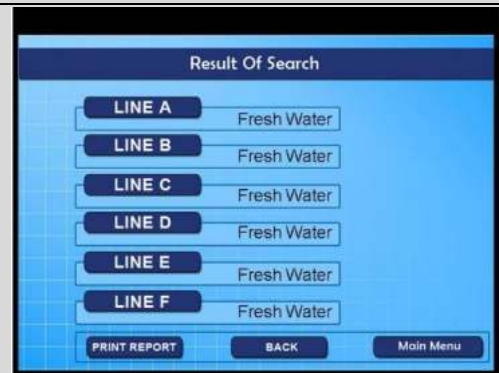 Result Of Search
LINE A
Fresh Water
LINE B
Fresh Water
LINE C
Fresh Water
LINE D
Fresh Water
LINE E
Fresh Water
LINE F
Fresh Water
PRINT REPORT BACK Main Menu